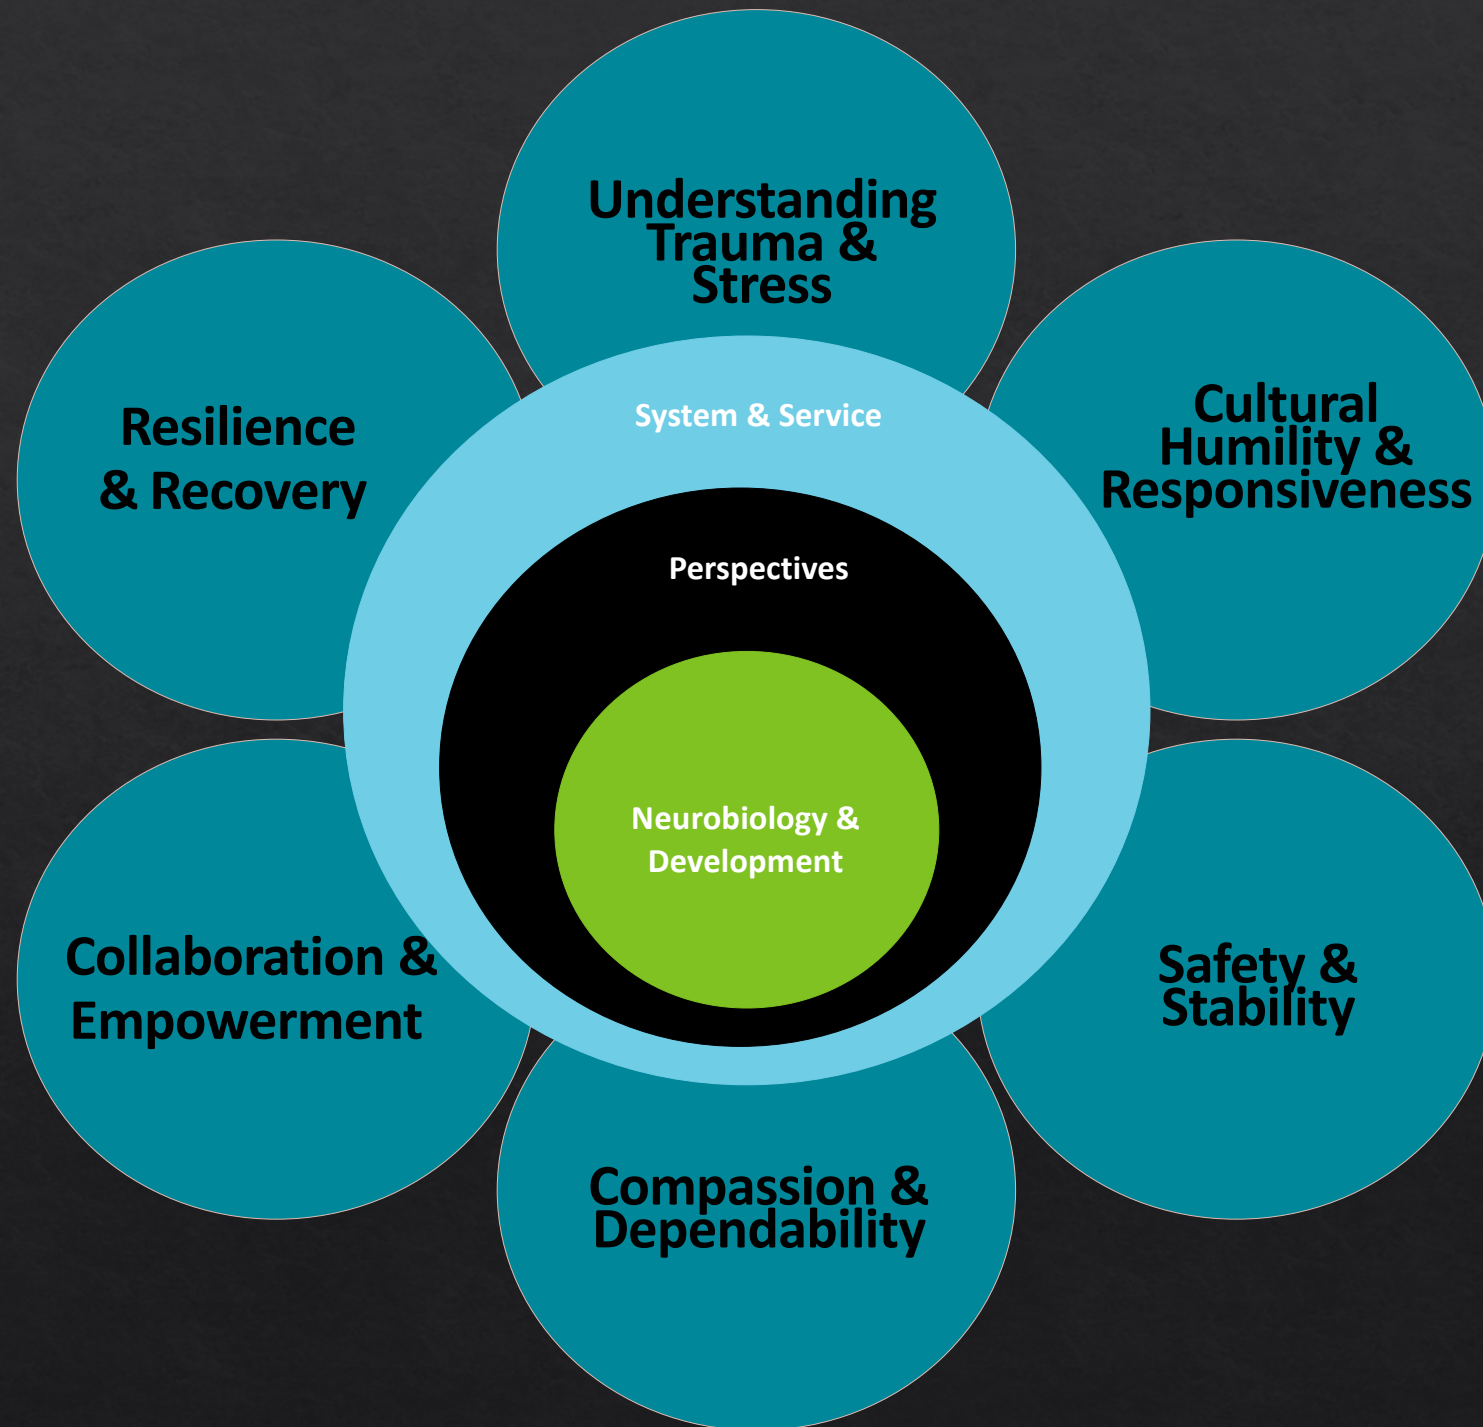 Understanding
Trauma &
Stress
Cultural
Humility &
Responsiveness
Resilience
& Recovery
System & Service
Perspectives
Neurobiology &
Development
Collaboration &
Empowerment
Safety &
Stability
Compassion &
Dependability